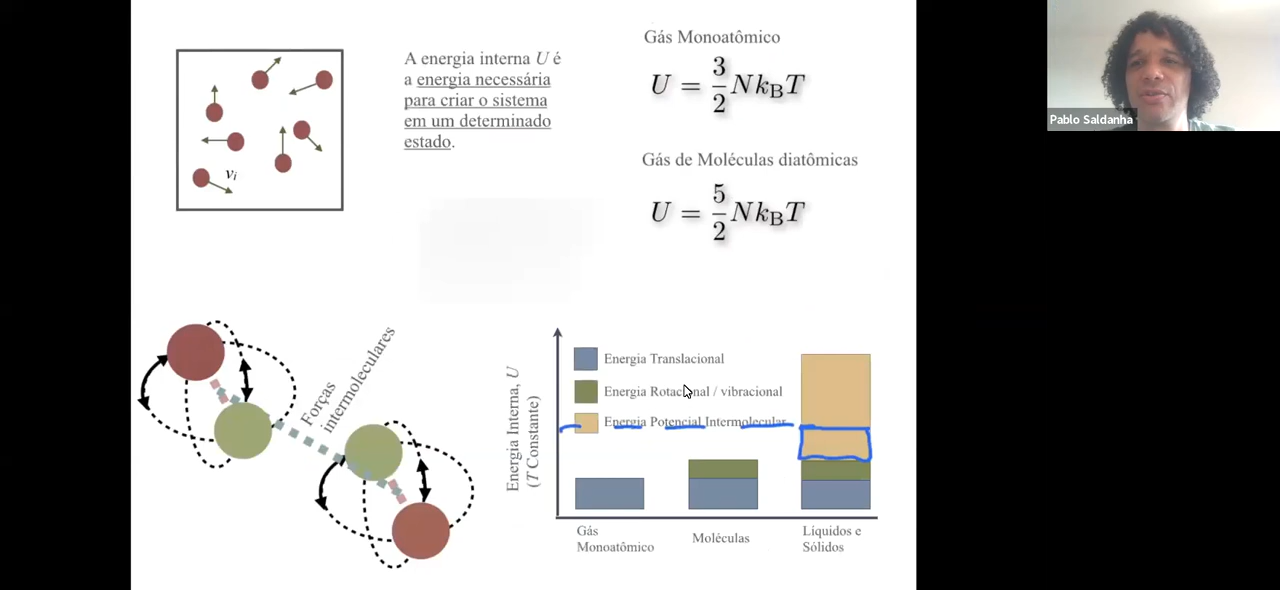 A energia interna U é
a energia necessária
para criar o sistema
em um determinado
estado.
v_i
Gás Monoatômico
U = 3/2 Nk_BT
Gás de Moléculas diatômicas
U = 5/2 Nk_BT
Pablo Saldanha
Forças
intermoleculares
Energia Interna, U
(T Constante)
Energia Translacional
Energia Rotacional / vibracional
Energia Potencial Intermolecular
Gás
Monoatômico
Moléculas
Líquidos e
Sólidos